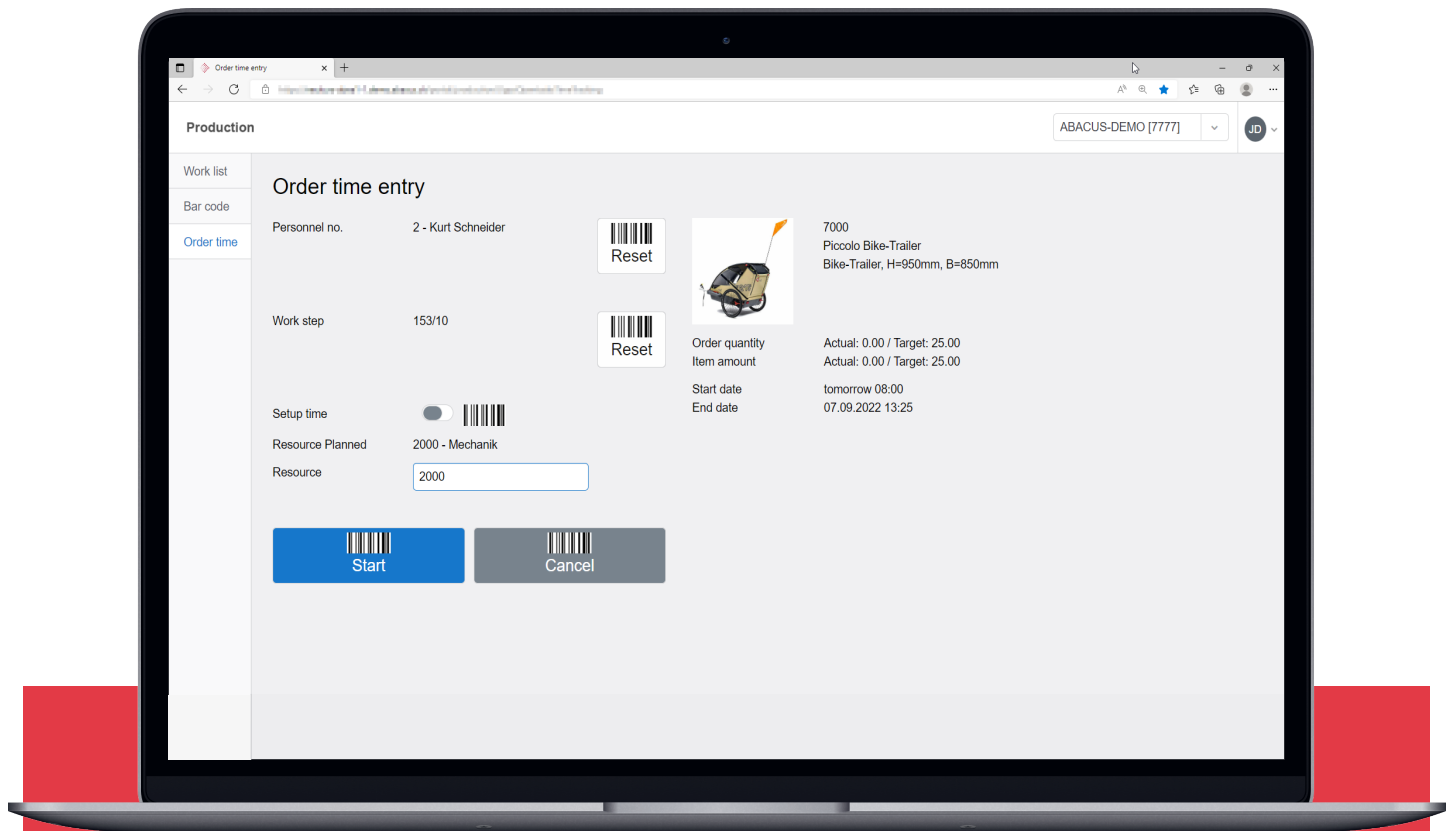 Order time entry
Production
ABACUS-DEMO [7777]
JD
Work list
Bar code
Order time
Order time entry
Personnel no.
2 - Kurt Schneider
Reset
7000
Piccolo Bike-Trailer
Bike-Trailer, H=950mm, B=850mm
Work step
153/10
Reset
Order quantity
Actual: 0.00 / Target: 25.00
Item amount
Actual: 0.00 / Target: 25.00
Start date
tomorrow 08:00
End date
07.09.2022 13:25
Setup time
Resource Planned
2000 - Mechanik
Resource
2000
Start
Cancel